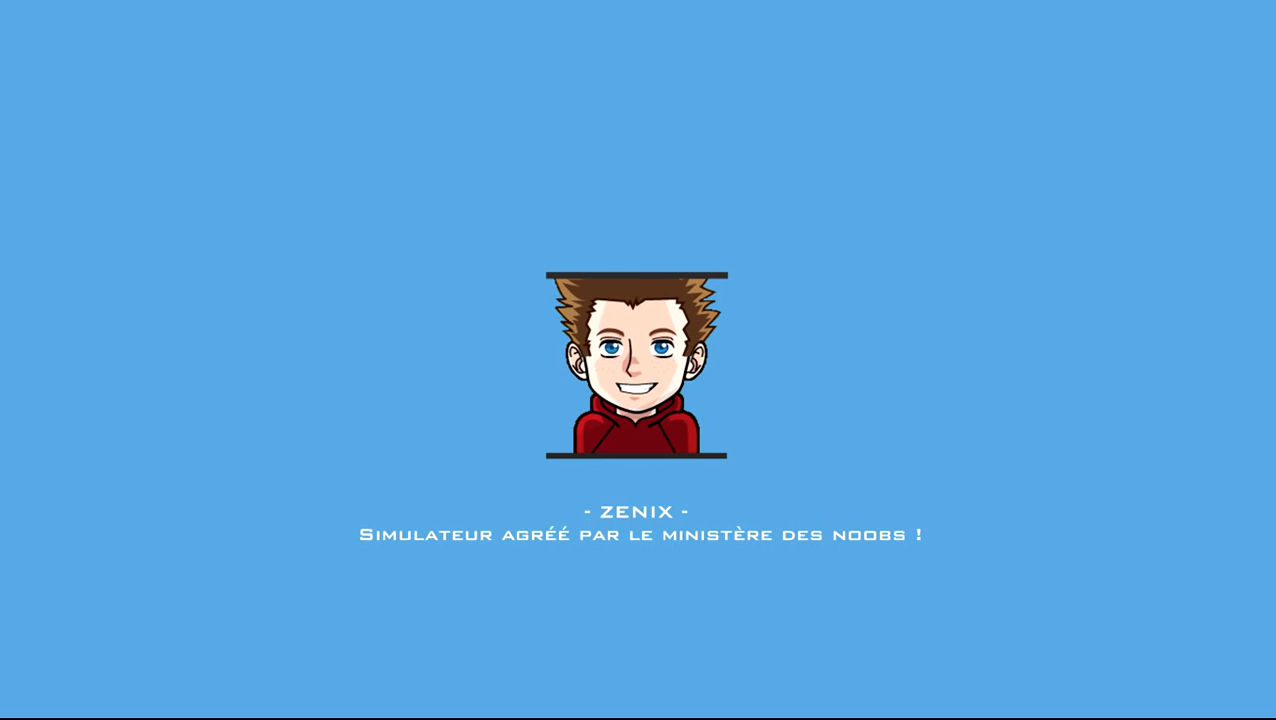 - ZENIX -
Simulateur agréé par le ministère des noobs !